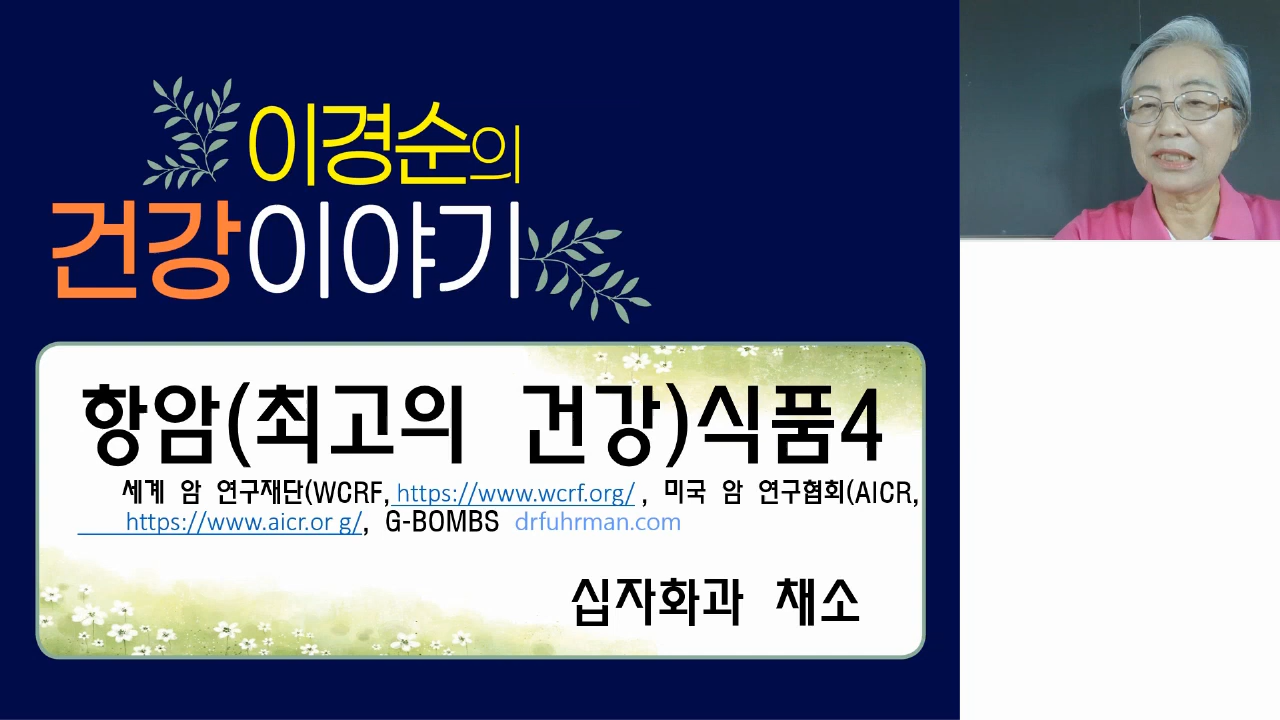 이경순의
건강이야기
항암(최고의 건강)식품4
세계 암 연구재단(WCRF, https://www.wcrf.org/ , 미국 암 연구협회(AICR,
https://www.aicr.or g/, G-BOMBS drfuhrman.com
십자화과 채소